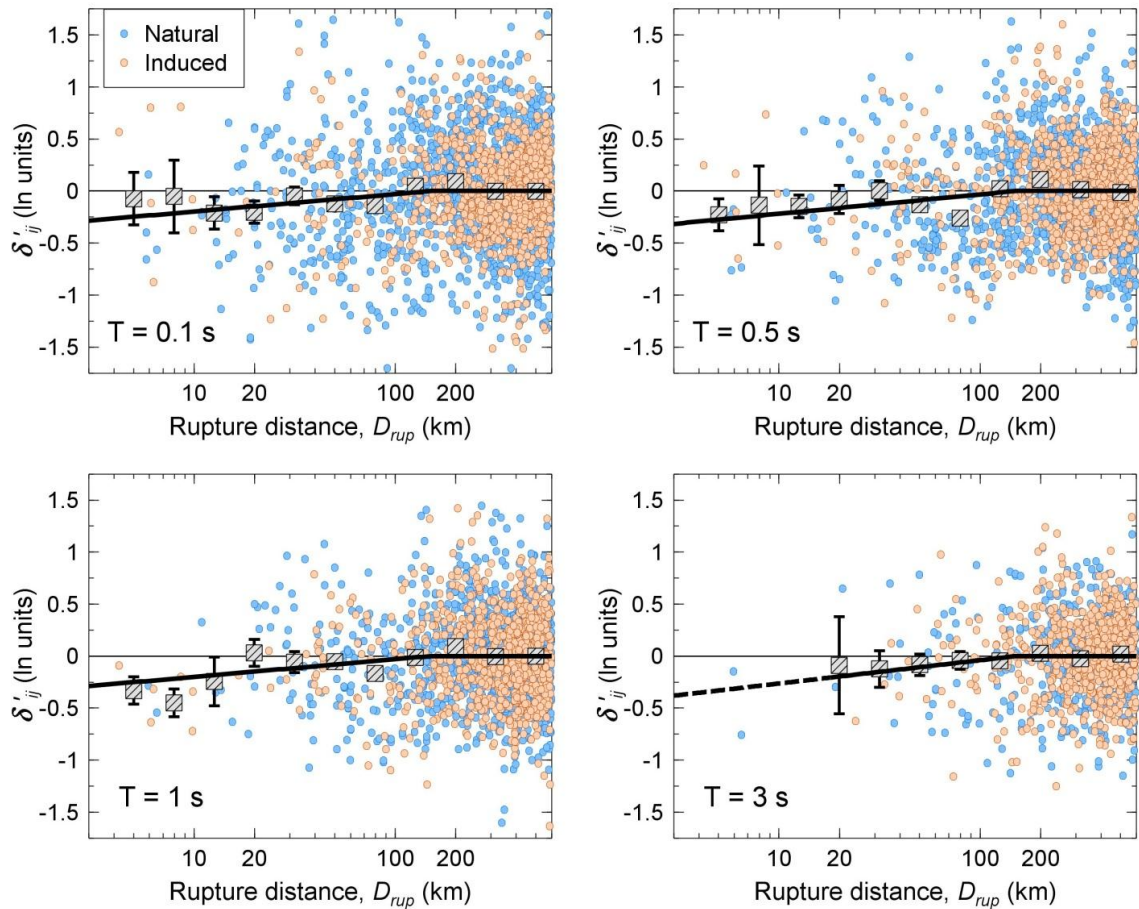 Natural
Induced
1.5
1
0.5
0
-0.5
-1
-1.5
δ′ij (ln units)
T = 0.1 s
10 20 100 200
Rupture distance, Drup (km)
1.5
1
0.5
0
-0.5
-1
-1.5
δ′ij (ln units)
T = 0.5 s
10 20 100 200
Rupture distance, Drup (km)
1.5
1
0.5
0
-0.5
-1
-1.5
δ′ij (ln units)
T = 1 s
10 20 100 200
Rupture distance, Drup (km)
1.5
1
0.5
0
-0.5
-1
-1.5
δ′ij (ln units)
T = 3 s
10 20 100 200
Rupture distance, Drup (km)